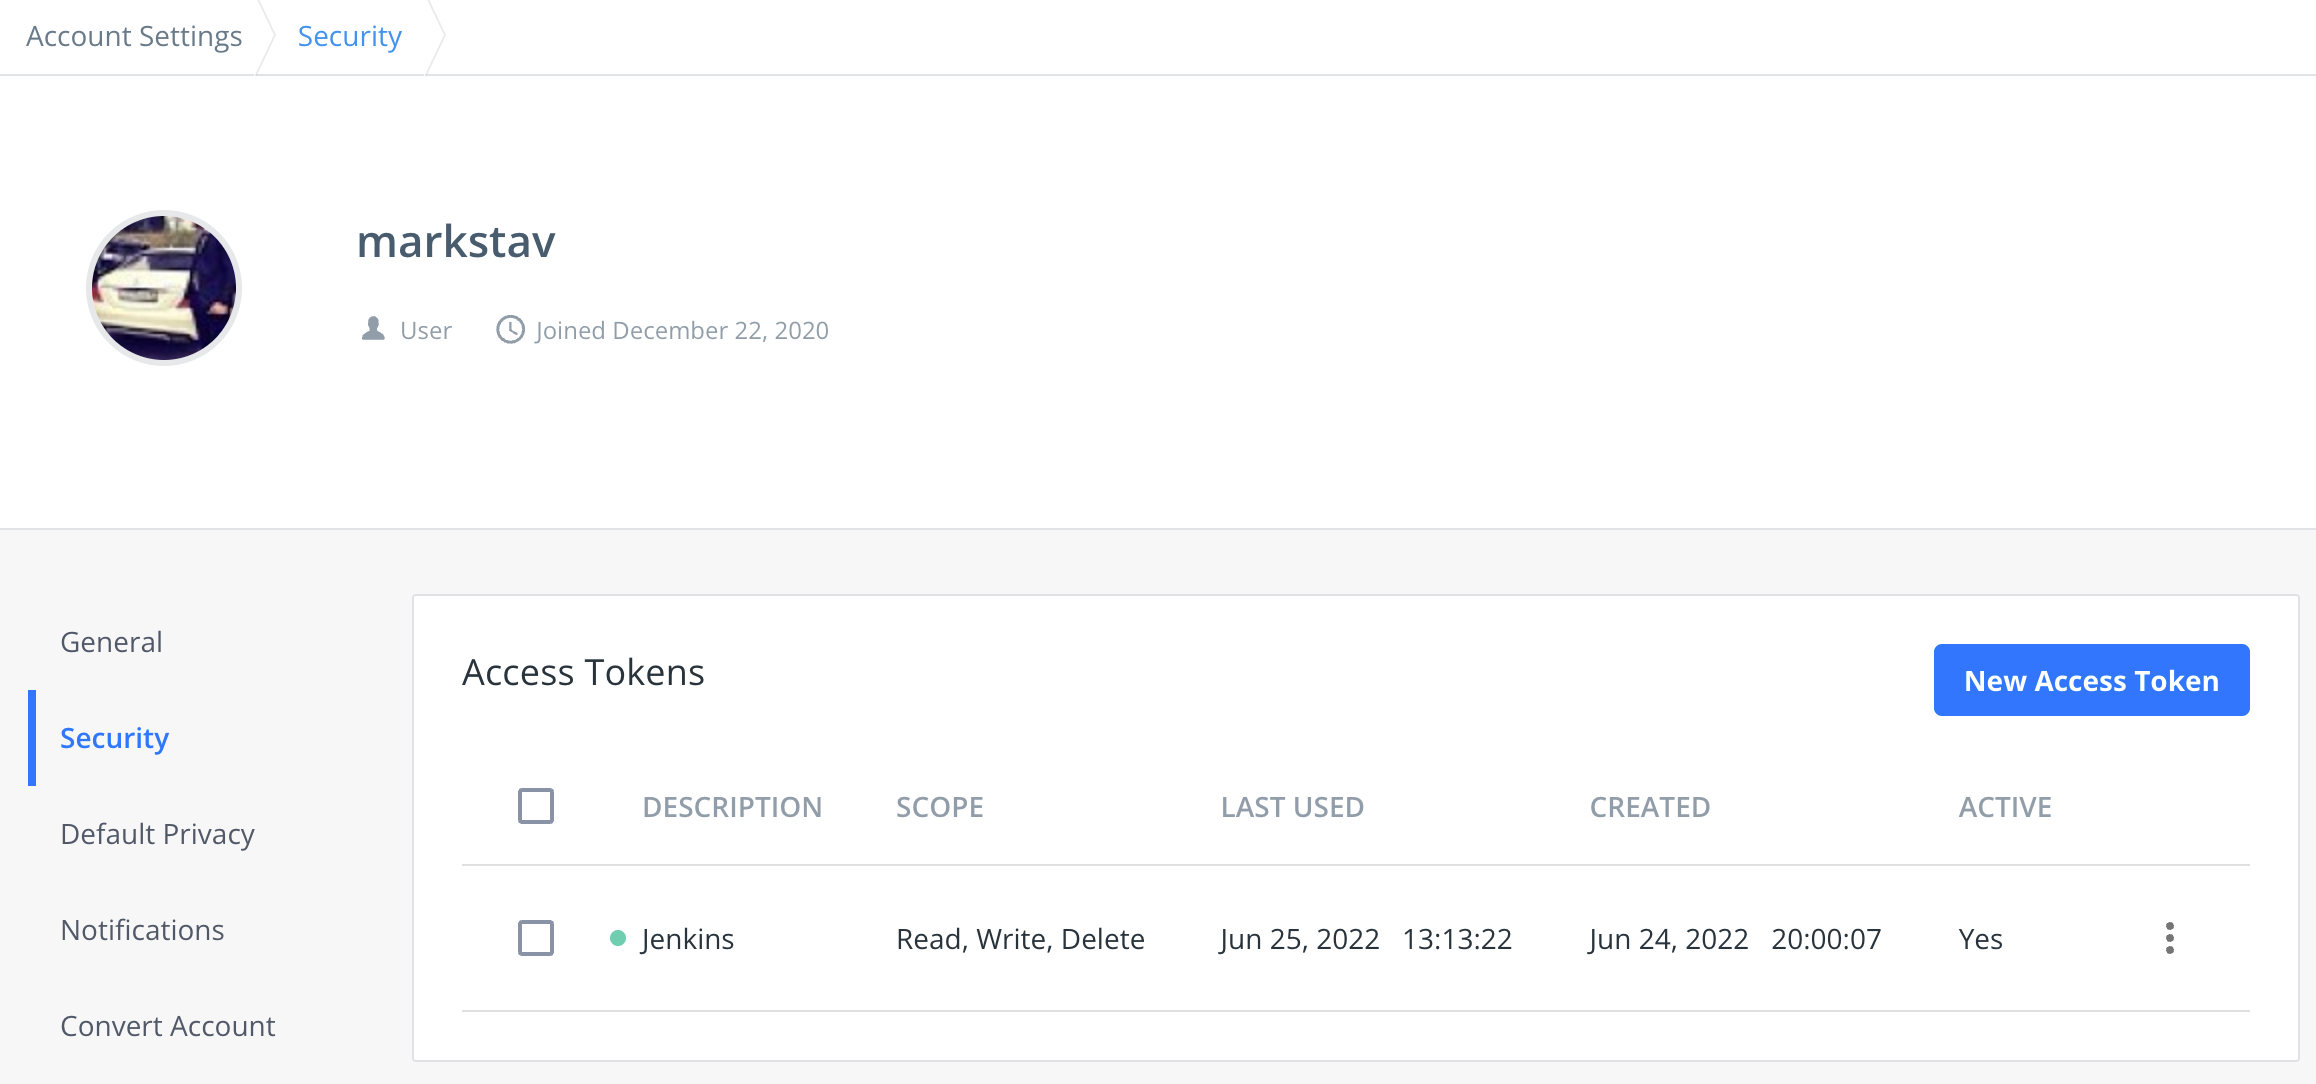 Account Settings Security
markstav
User Joined December 22, 2020
General
Security
Default Privacy
Notifications
Convert Account
Access Tokens
New Access Token
DESCRIPTION SCOPE LAST USED CREATED ACTIVE
Jenkins Read, Write, Delete Jun 25, 2022 13:13:22 Jun 24, 2022 20:00:07 Yes